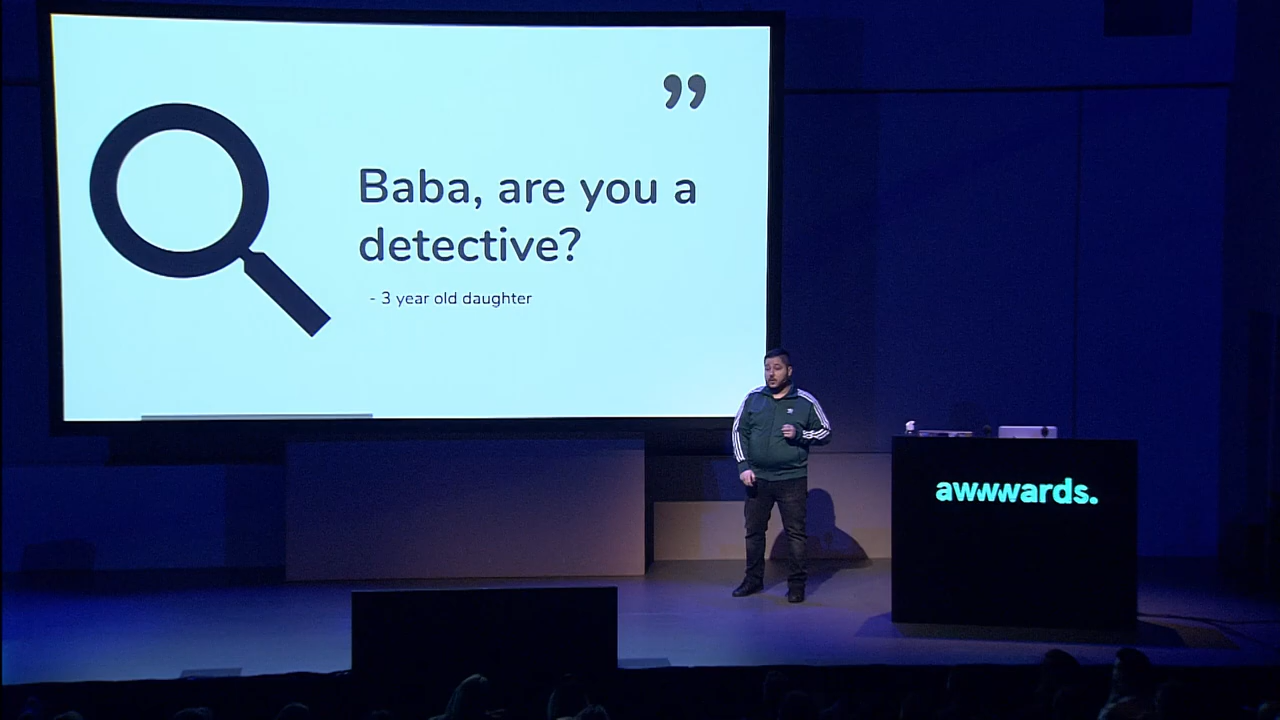 ”
Baba, are you a
detective?
- 3 year old daughter
awwwards.